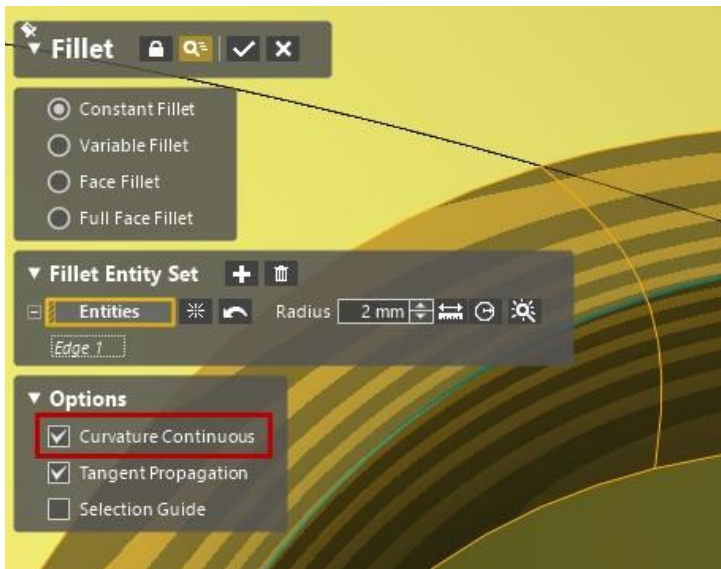 Fillet
Constant Fillet
Variable Fillet
Face Fillet
Full Face Fillet
Fillet Entity Set
Entities Radius 2 mm
Edge 1
Options
Curvature Continuous
Tangent Propagation
Selection Guide